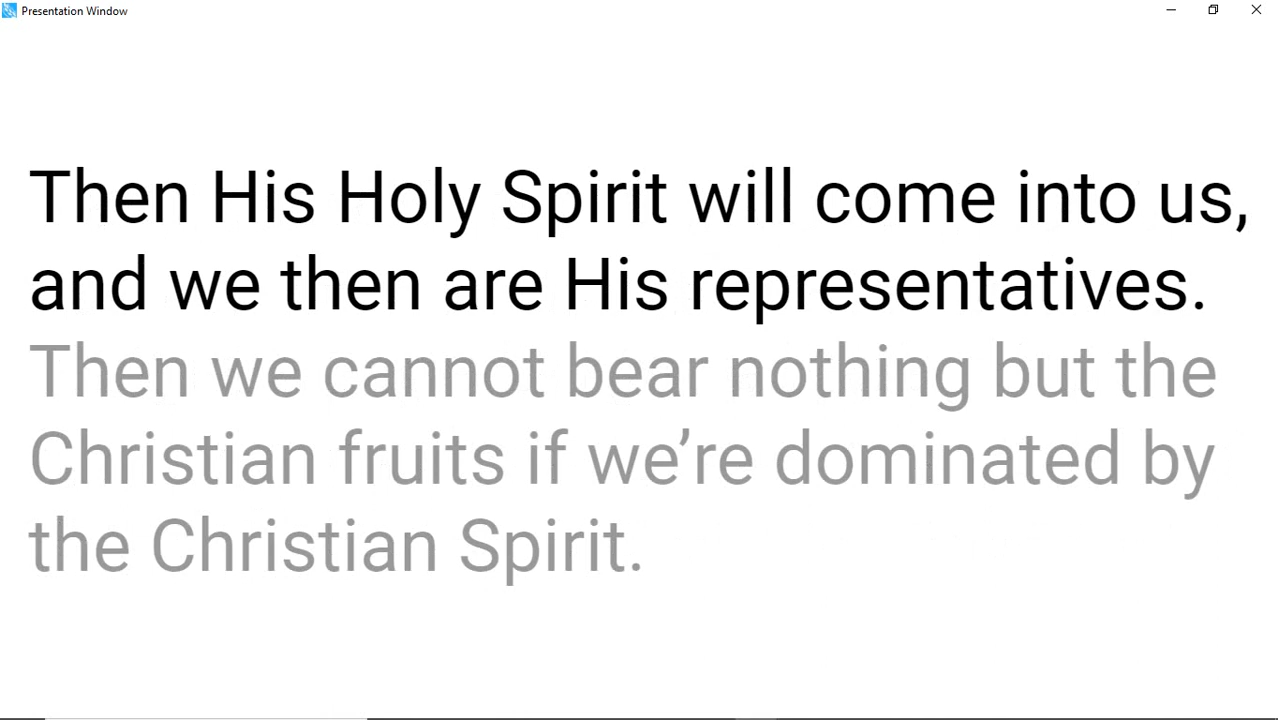 Presentation Window
Then His Holy Spirit will come into us,
and we then are His representatives.
Then we cannot bear nothing but the
Christian fruits if we’re dominated by
the Christian Spirit.